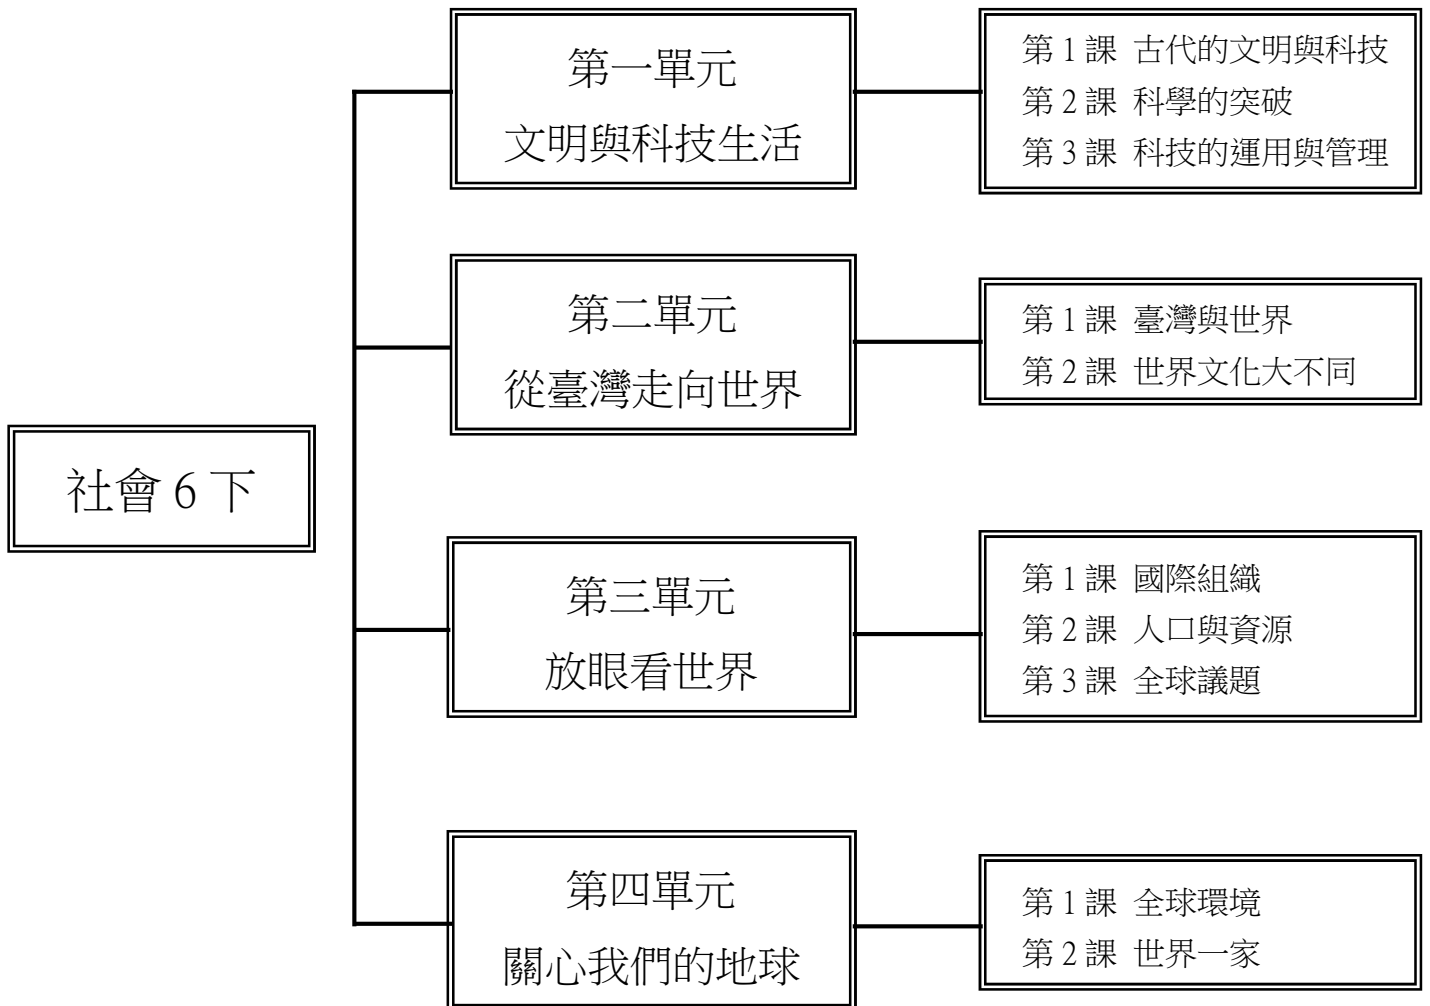 社會 6 下
第一單元
文明與科技生活
第 1 課 古代的文明與科技
第 2 課 科學的突破
第 3 課 科技的運用與管理
第二單元
從臺灣走向世界
第 1 課 臺灣與世界
第 2 課 世界文化大不同
第三單元
放眼看世界
第 1 課 國際組織
第 2 課 人口與資源
第 3 課 全球議題
第四單元
關心我們的地球
第 1 課 全球環境
第 2 課 世界一家